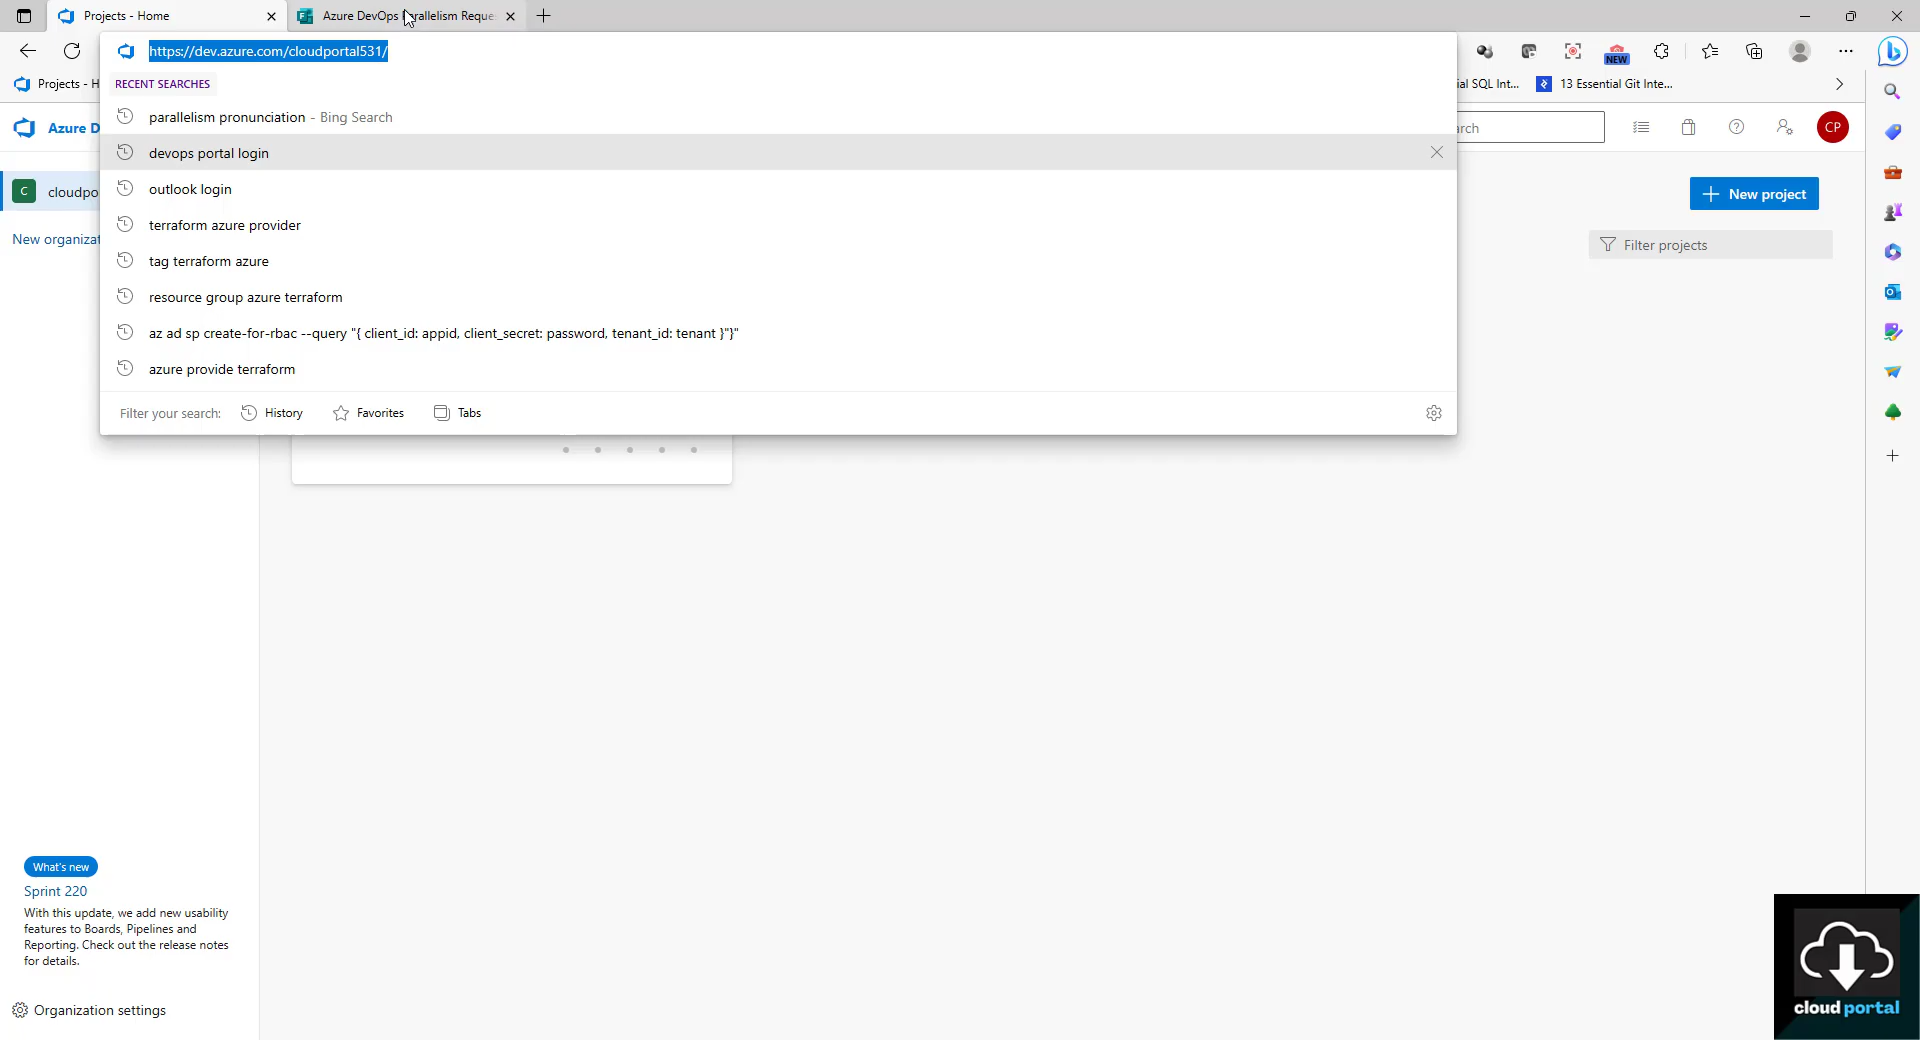 Projects - Home
Azure DevOps Parallelism Reque
https://dev.azure.com/cloudportal531/
NEW
Projects - H
RECENT SEARCHES
ial SQL Int...
13 Essential Git Inte...
parallelism pronunciation - Bing Search
Azure D
arch
CP
devops portal login
C
cloudpo
outlook login
New project
terraform azure provider
New organizat
Filter projects
tag terraform azure
resource group azure terraform
az ad sp create-for-rbac --query "{ client_id: appid, client_secret: password, tenant_id: tenant }"}"
azure provide terraform
Filter your search:
History
Favorites
Tabs
What's new
Sprint 220
With this update, we add new usability
features to Boards, Pipelines and
Reporting. Check out the release notes
for details.
Organization settings
cloud portal